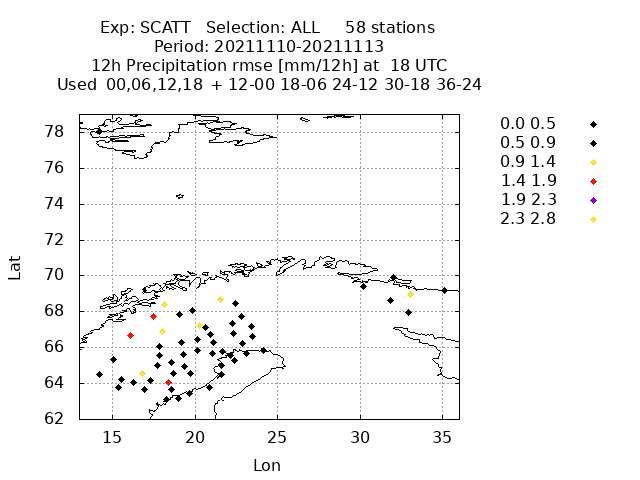 Exp: SCATT   Selection: ALL     58 stations
Period: 20211110-20211113
12h Precipitation rmse [mm/12h] at  18 UTC
Used  00,06,12,18  + 12-00 18-06 24-12 30-18 36-24
0.0 0.5
0.5 0.9
0.9 1.4
1.4 1.9
1.9 2.3
2.3 2.8
78
76
74
72
70
68
66
64
62
Lat
15 20 25 30 35
Lon